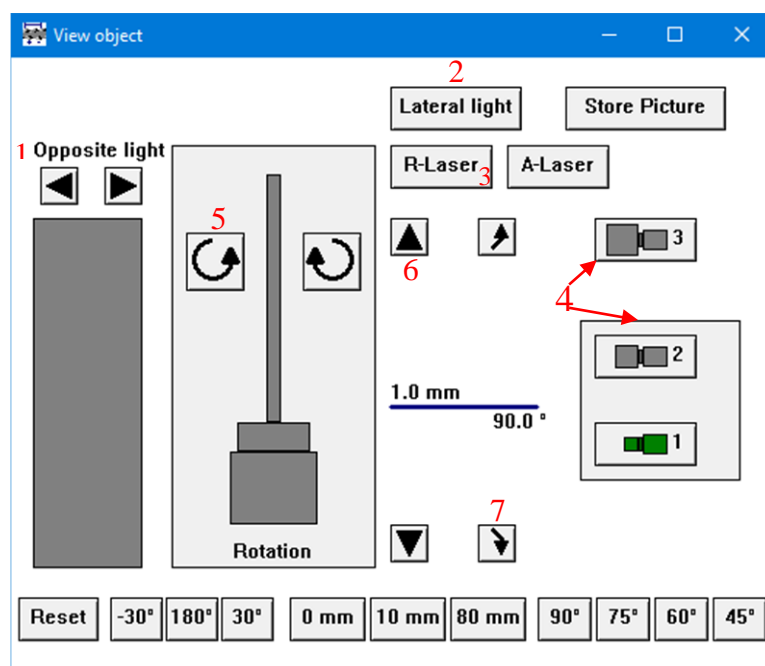 View object
2
Lateral light
Store Picture
1 Opposite light
R-Laser
3
A-Laser
5
6
3
4
2
1.0 mm
90.0 °
1
7
Rotation
Reset
-30°
180°
30°
0 mm
10 mm
80 mm
90°
75°
60°
45°